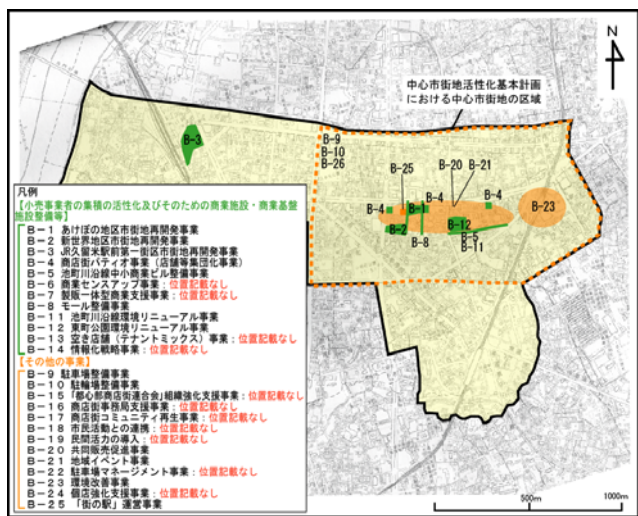 N
中心市街地活性化基本計画
における中心市街地の区域
B-3
B-9
B-10
B-26
B-25
B-20
B-21
B-4
B-4
B-1
B-4
B-23
B-2
B-8
B-12
B-5
B-11
凡例
【小売事業者の集積の活性化及びそのための商業施設・商業基盤
施設整備等】
B-1 あけぼの地区市街地再開発事業
B-2 新世界地区市街地再開発事業
B-3 JR久留米駅前第一街区市街地再開発事業
B-4 商店街パティオ事業（店舗等集団化事業）
B-5 池町川沿線中小商業ビル整備事業
B-6 商業センスアップ事業：位置記載なし
B-7 製販一体型商業支援事業：位置記載なし
B-8 モール整備事業
B-11 池町川沿線環境リニューアル事業
B-12 東町公園環境リニューアル事業
B-13 空き店舗（テナントミックス）事業：位置記載なし
B-14 情報化戦略事業：位置記載なし
【その他の事業】
B-9 駐車場整備事業
B-10 駐輪場整備事業
B-15 「都心部商店街連合会」組織強化支援事業：位置記載なし
B-16 商店街事務局支援事業：位置記載なし
B-17 商店街コミュニティ再生事業：位置記載なし
B-18 市民活動との連携：位置記載なし
B-19 民間活力の導入：位置記載なし
B-20 共同販売促進事業
B-21 地域イベント事業
B-22 駐車場マネージメント事業：位置記載なし
B-23 環境改善事業
B-24 個店強化支援事業：位置記載なし
B-25 「街の駅」運営事業
500m
1000m